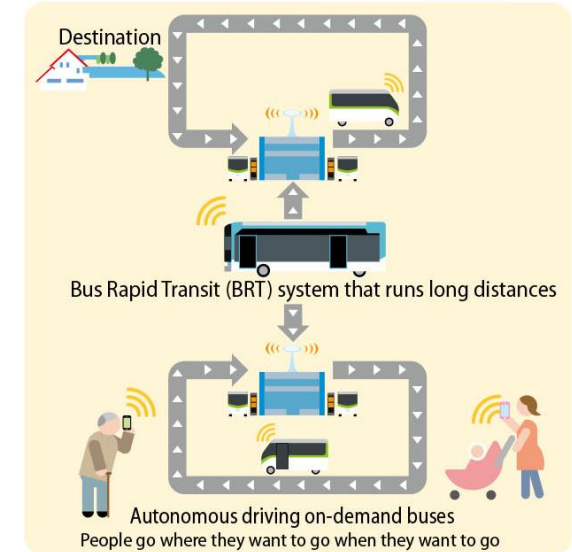 Destination
Bus Rapid Transit (BRT) system that runs long distances
Autonomous driving on-demand buses
People go where they want to go when they want to go